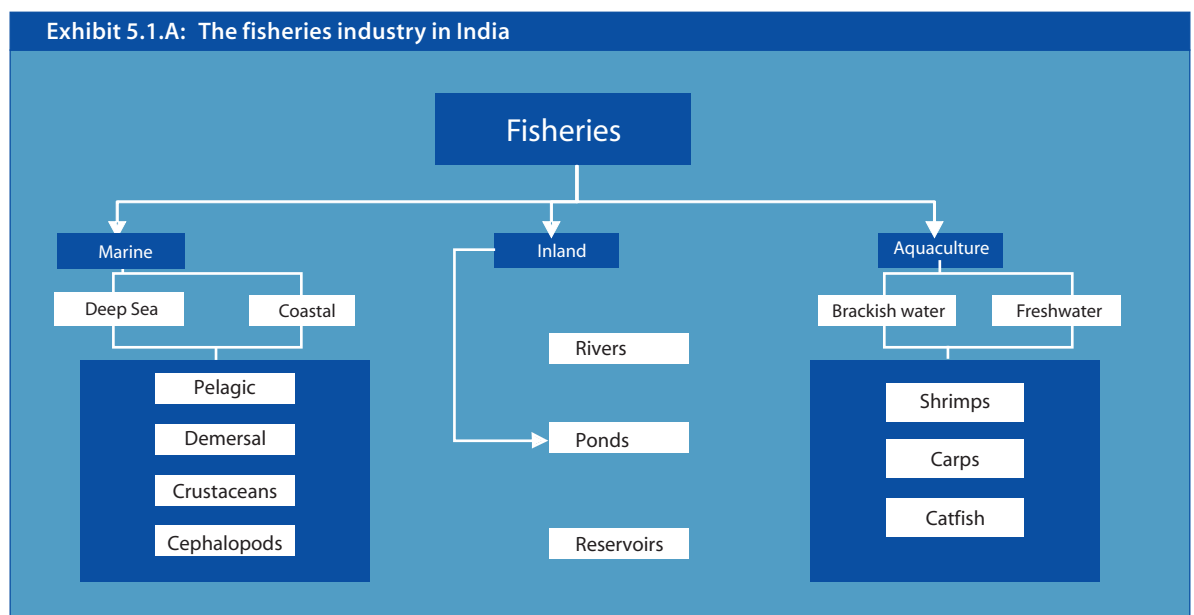 Exhibit 5.1.A: The fisheries industry in India
Fisheries
Marine
Deep Sea
Coastal
Pelagic
Demersal
Crustaceans
Cephalopods
Inland
Rivers
Ponds
Reservoirs
Aquaculture
Brackish water
Freshwater
Shrimps
Carps
Catfish